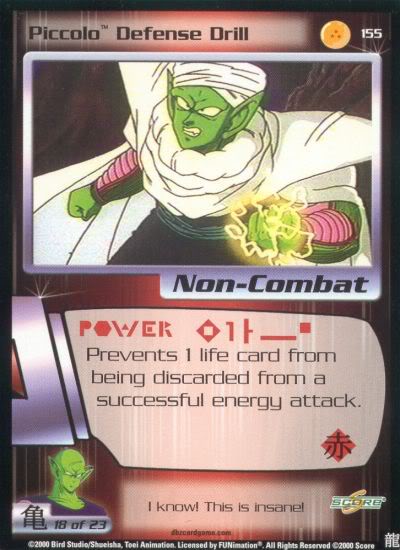 Piccolo™ Defense Drill
155
Non-Combat
POWER
Prevents 1 life card from
being discarded from a
successful energy attack.
赤
I know! This is insane!
SCORE
亀 18 of 23
dbzcardgame.com
©2000 Bird Studio/Shueisha, Toei Animation. Licensed by FUNimation®. All Rights Reserved ©2000 Score
龍